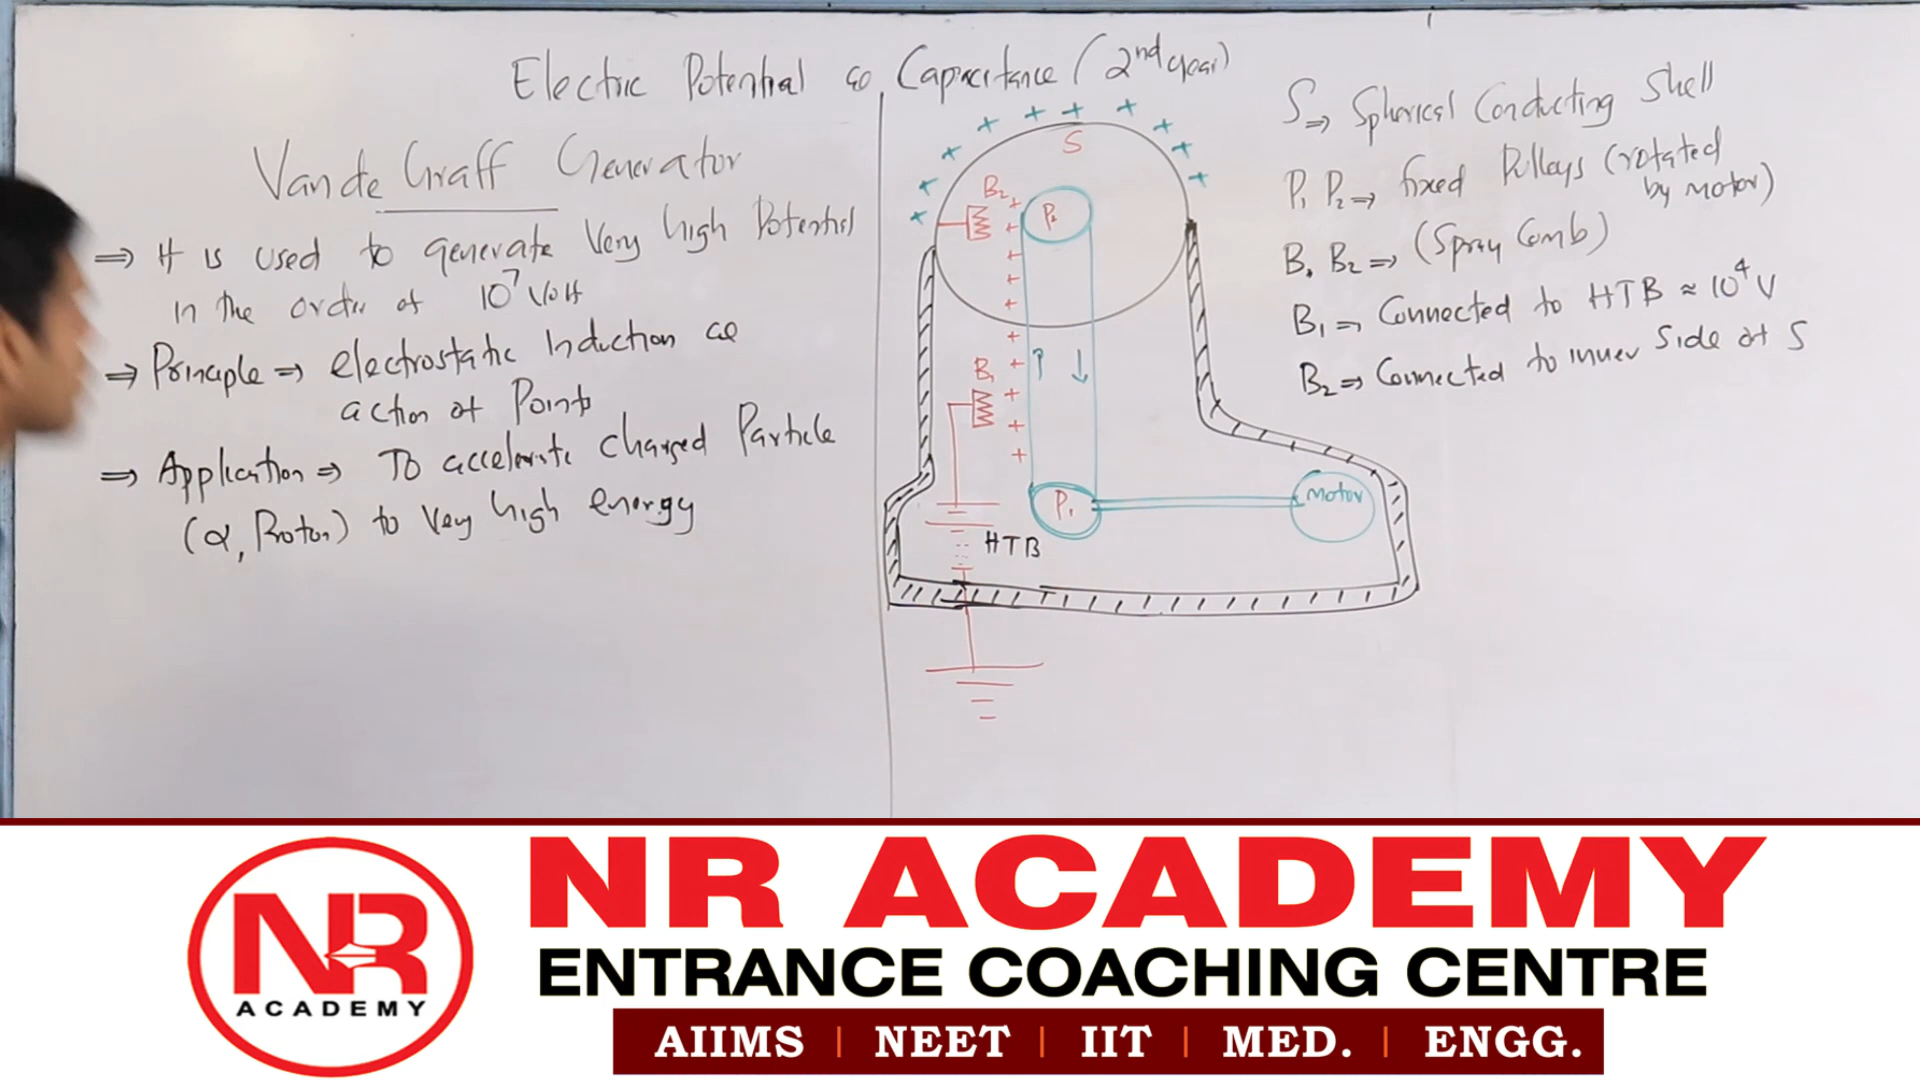 Electric Potential & Capacitance (2nd year)
Van de Graff Generator
⇒ It is used to generate Very high Potential
in the order of 10^7 Volt
⇒ Principle ⇒ electrostatic Induction &
action of Points
⇒ Application ⇒ To accelerate charged Particle
(α, Proton) to very high energy
+ + + + + + + + + + +
S
B2
P2
+ + + + + + + + + + +
B1
↑ ↓
P1
Motor
HTB
S ⇒ Spherical Conducting Shell
P1 P2 ⇒ fixed Pulleys (rotated
by motor)
B1 B2 ⇒ (Spray Comb)
B1 ⇒ Connected to HTB ≈ 10^4 V
B2 ⇒ Connected to inner Side of S
NR
ACADEMY
NR ACADEMY
ENTRANCE COACHING CENTRE
AIIMS | NEET | IIT | MED. | ENGG.